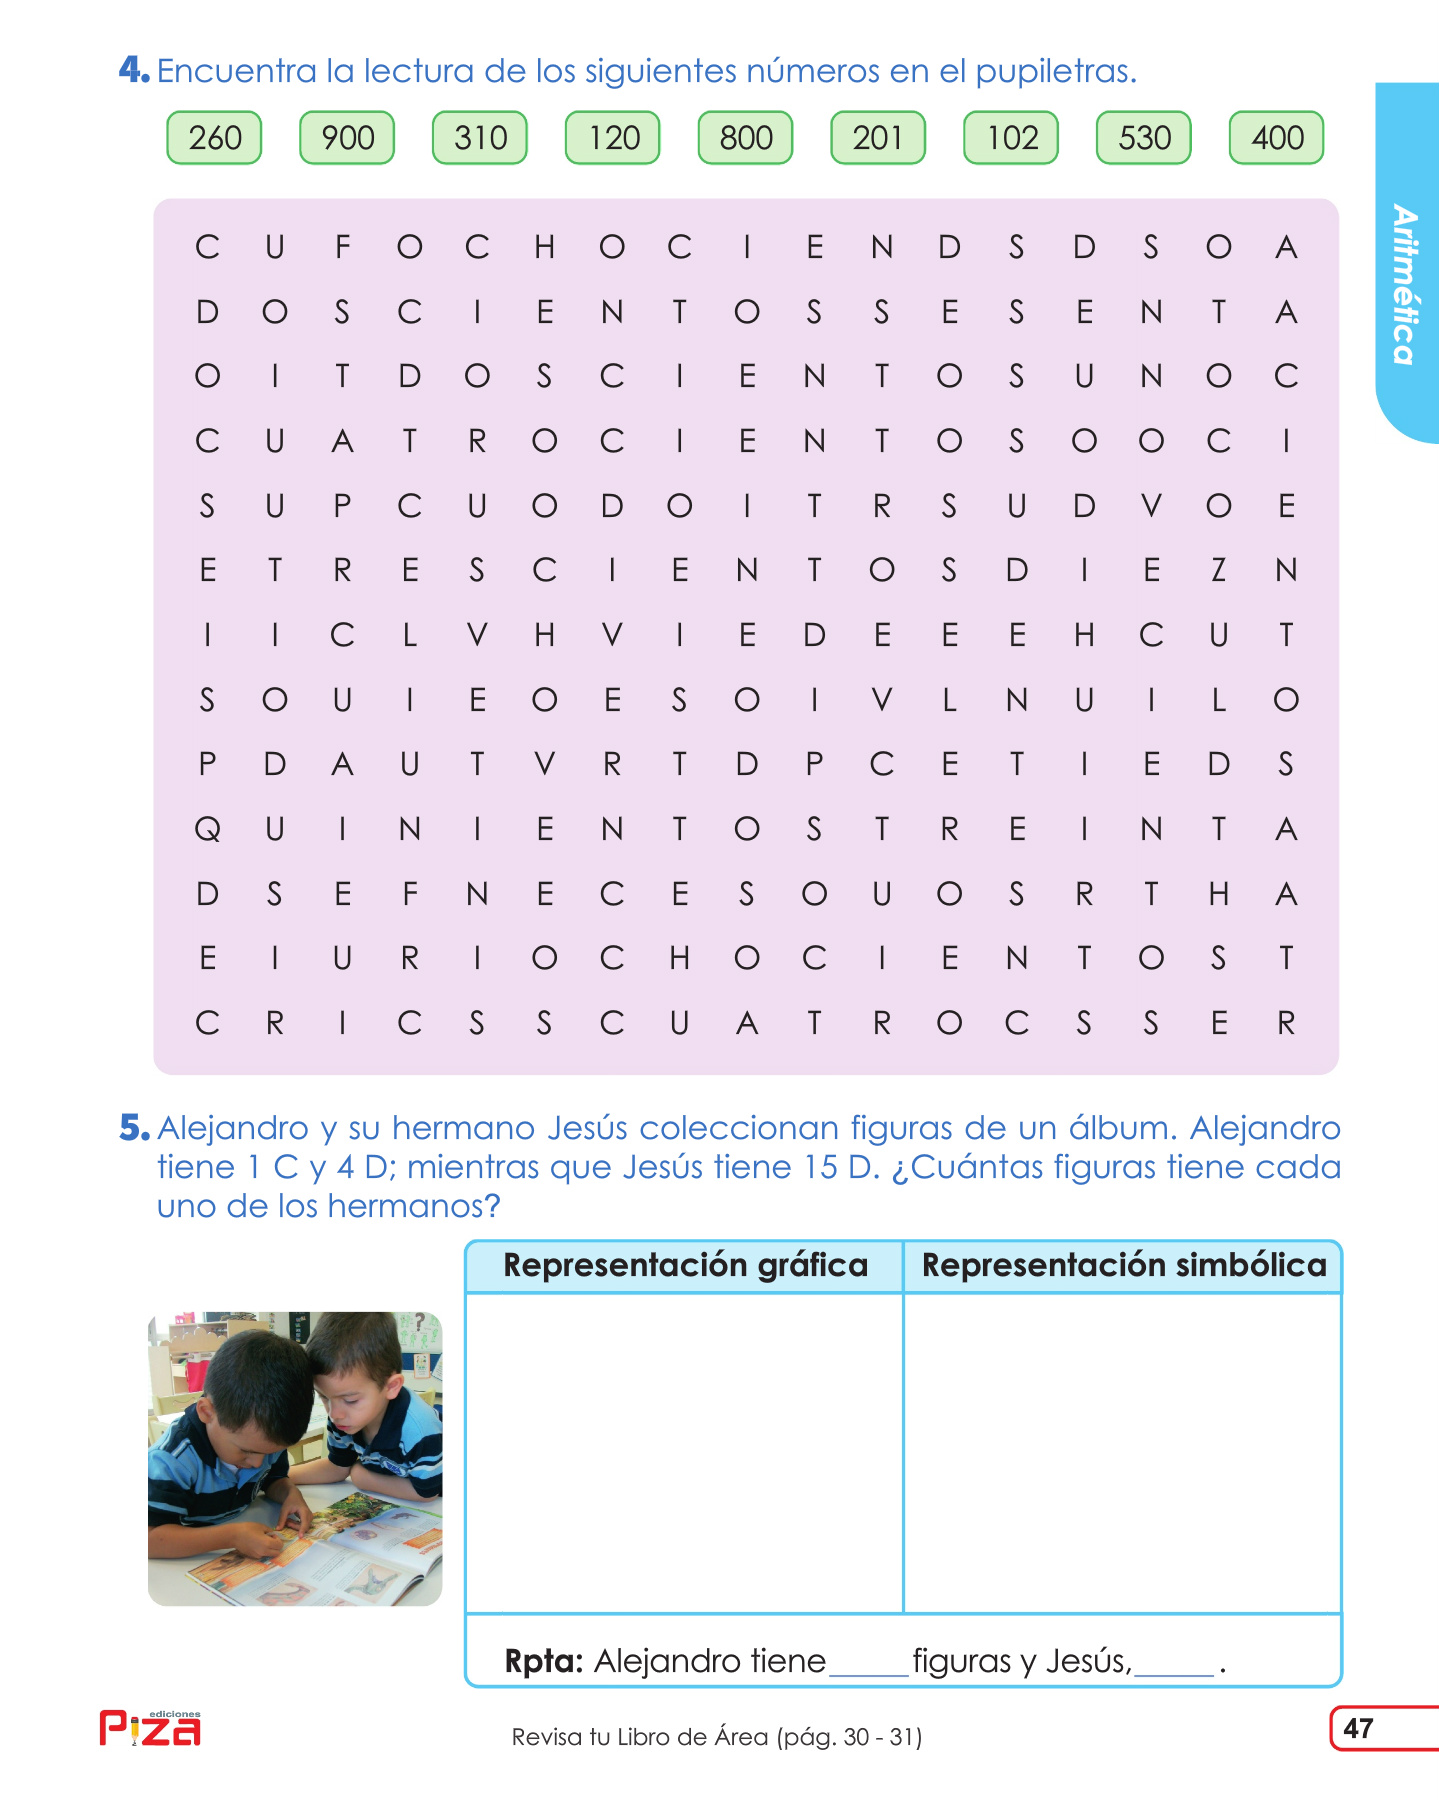 4. Encuentra la lectura de los siguientes números en el pupiletras.
260 900 310 120 800 201 102 530 400
C U F O C H O C I E N D S D S O A
D O S C I E N T O S S E S E N T A
O I T D O S C I E N T O S U N O C
C U A T R O C I E N T O S O O C I
S U P C U O D O I T R S U D V O E
E T R E S C I E N T O S D I E Z N
I I C L V H V I E D E E E H C U T
S O U I E O E S O I V L N U I L O
P D A U T V R T D P C E T I E D S
Q U I N I E N T O S T R E I N T A
D S E F N E C E S O U O S R T H A
E I U R I O C H O C I E N T O S T
C R I C S S C U A T R O C S S E R
Aritmética
5. Alejandro y su hermano Jesús coleccionan figuras de un álbum. Alejandro
tiene 1 C y 4 D; mientras que Jesús tiene 15 D. ¿Cuántas figuras tiene cada
uno de los hermanos?
Representación gráfica Representación simbólica
Rpta: Alejandro tiene_____figuras y Jesús,_____.
ediciones
Piza
Revisa tu Libro de Área (pág. 30 - 31)
47